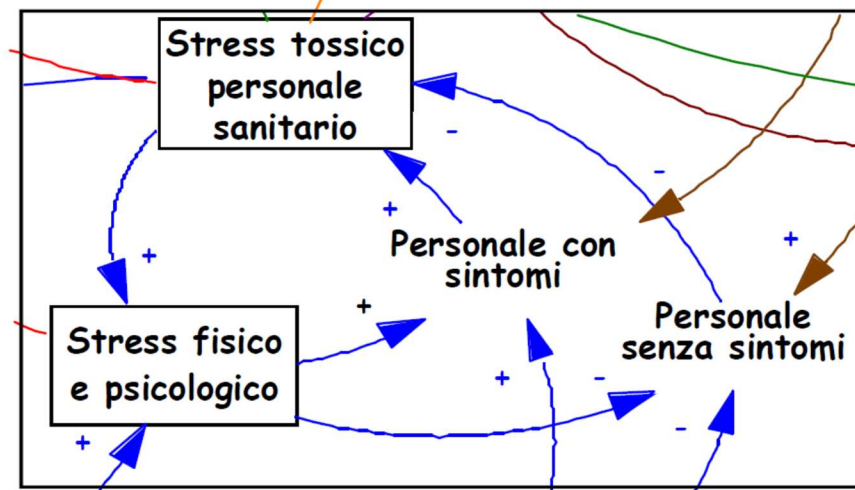 Stress tossico
personale
sanitario
-
-
+
Personale con
sintomi
+
+
+
Personale
senza sintomi
Stress fisico
e psicologico
+
-
+
-